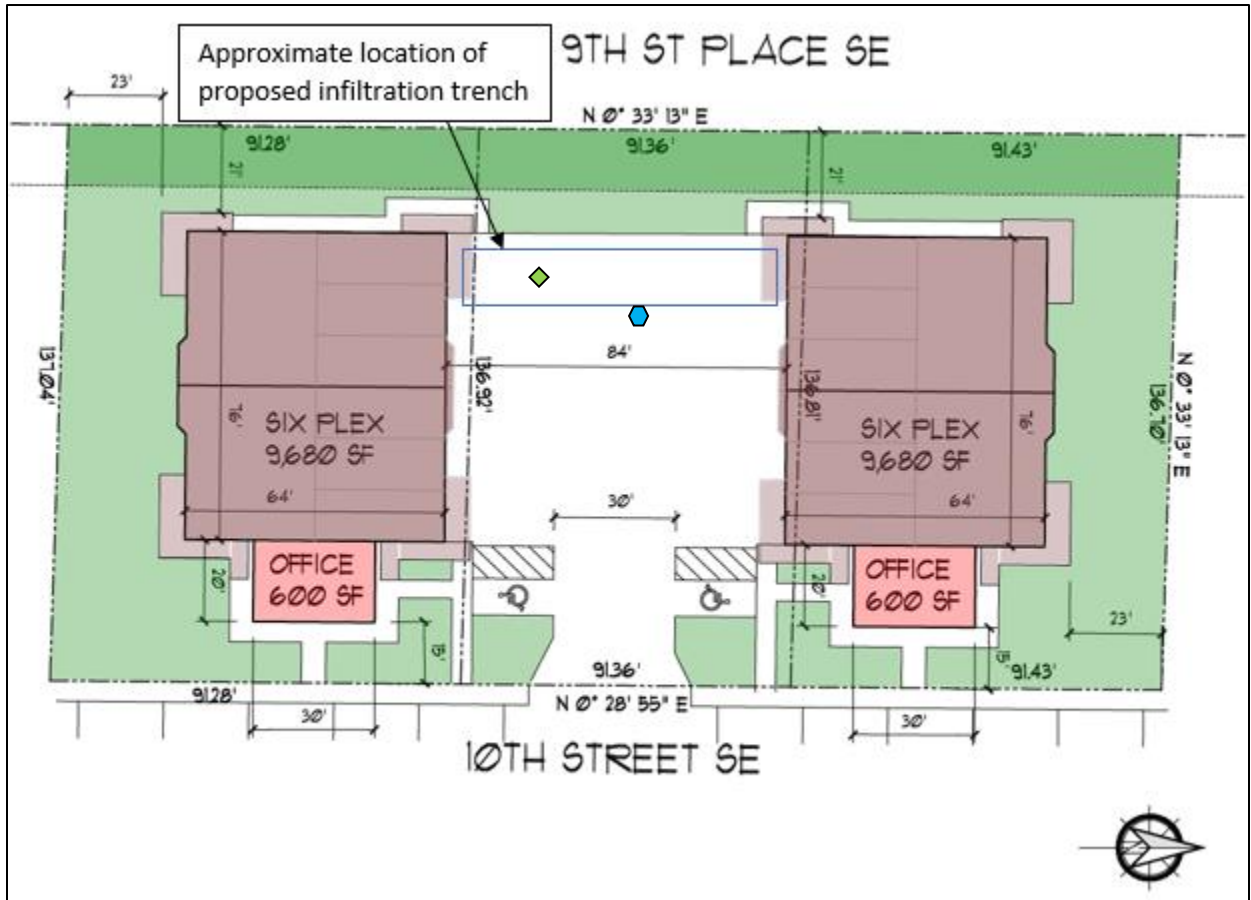 Approximate location of
proposed infiltration trench
9TH ST PLACE SE
23'
N 0° 33' 13" E
91.28'
91.36'
91.43'
21'
21'
84'
137.04'
136.92'
136.81'
136.70'
N 0° 33' 13" E
76'
SIX PLEX
9,680 SF
64'
76'
SIX PLEX
9,680 SF
64'
30'
OFFICE
600 SF
20'
OFFICE
600 SF
20'
23'
15'
15'
91.28'
91.36'
91.43'
N 0° 28' 55" E
30'
30'
10TH STREET SE